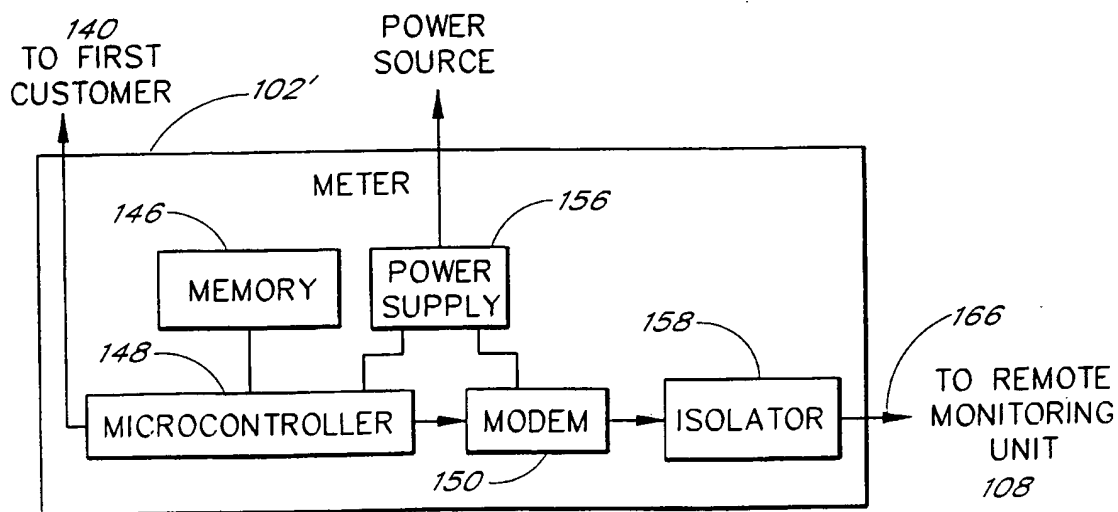 140
TO FIRST
CUSTOMER
102'
POWER
SOURCE
METER
146
156
MEMORY
POWER
SUPPLY
158
166
148
MICROCONTROLLER
MODEM
ISOLATOR
150
TO REMOTE
MONITORING
UNIT
108